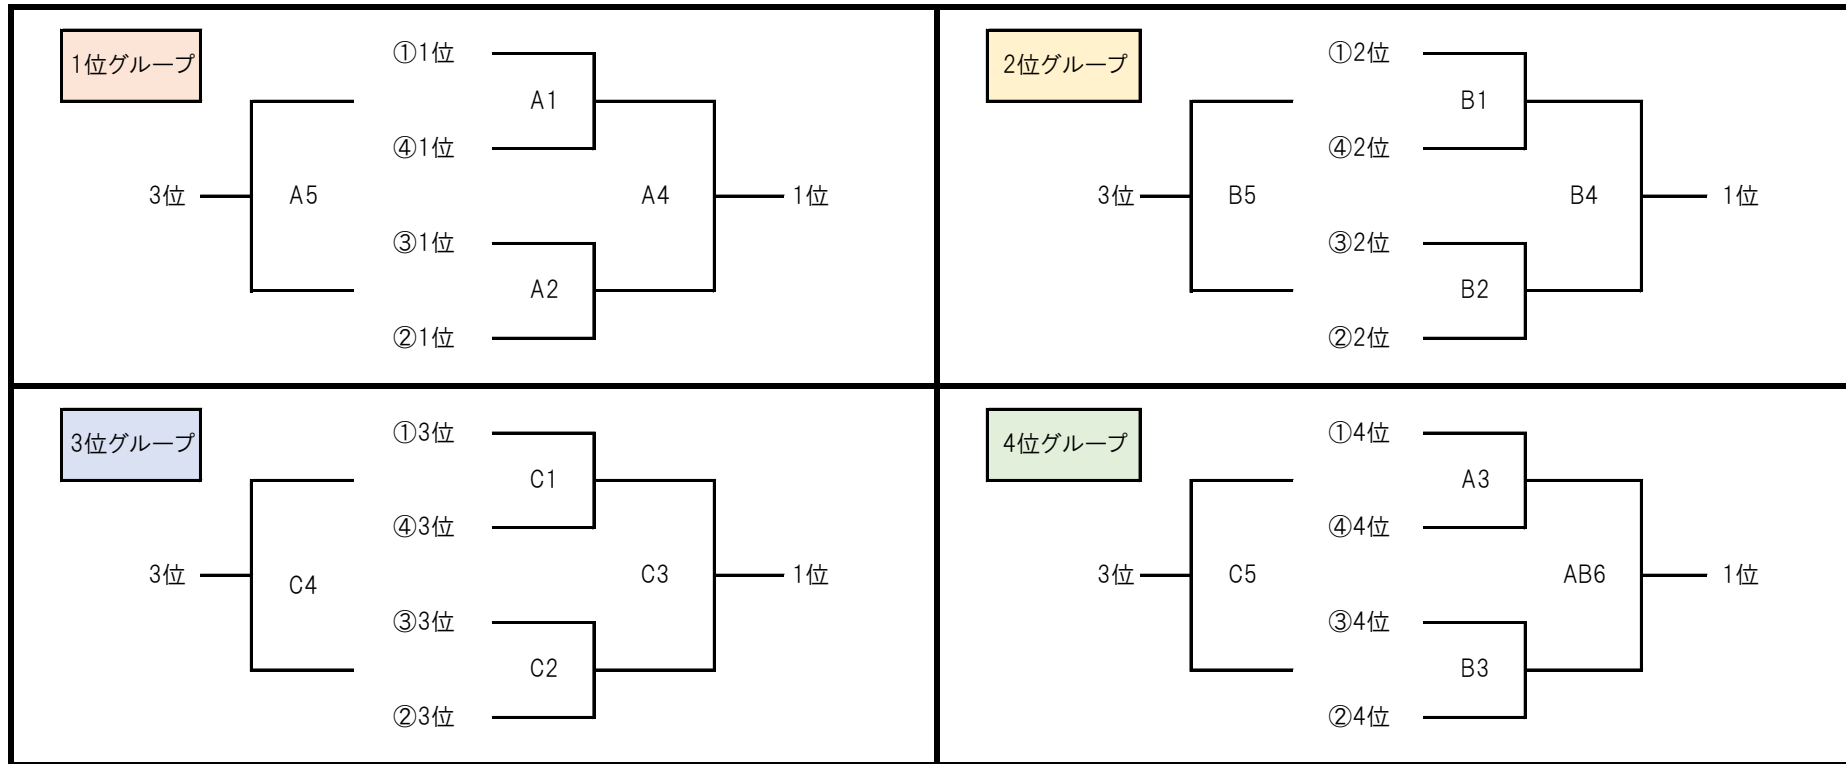 1位グループ
①1位
A1
④1位
3位
A5
A4
1位
③1位
A2
②1位
2位グループ
①2位
B1
④2位
3位
B5
B4
1位
③2位
B2
②2位
3位グループ
①3位
C1
④3位
3位
C4
C3
1位
③3位
C2
②3位
4位グループ
①4位
A3
④4位
3位
C5
AB6
1位
③4位
B3
②4位